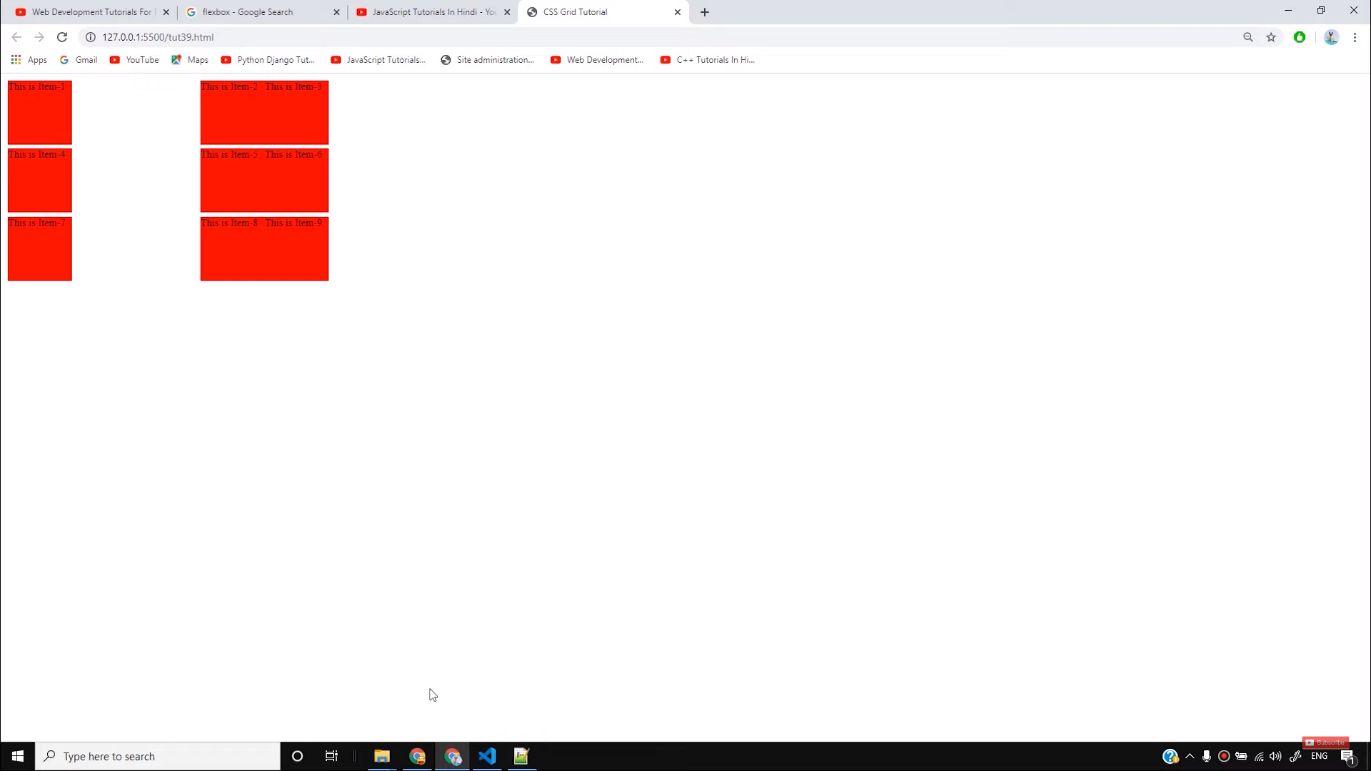 Web Development Tutorials For
flexbox - Google Search
JavaScript Tutorials In Hindi - You
CSS Grid Tutorial
127.0.0.1:5500/tut39.html
Apps
Gmail
YouTube
Maps
Python Django Tut...
JavaScript Tutorials...
Site administration...
Web Development...
C++ Tutorials In Hi...
This is Item-1
This is Item-2 This is Item-3
This is Item-4
This is Item-5 This is Item-6
This is Item-7
This is Item-8 This is Item-9
Subscribe
Type here to search
ENG
1